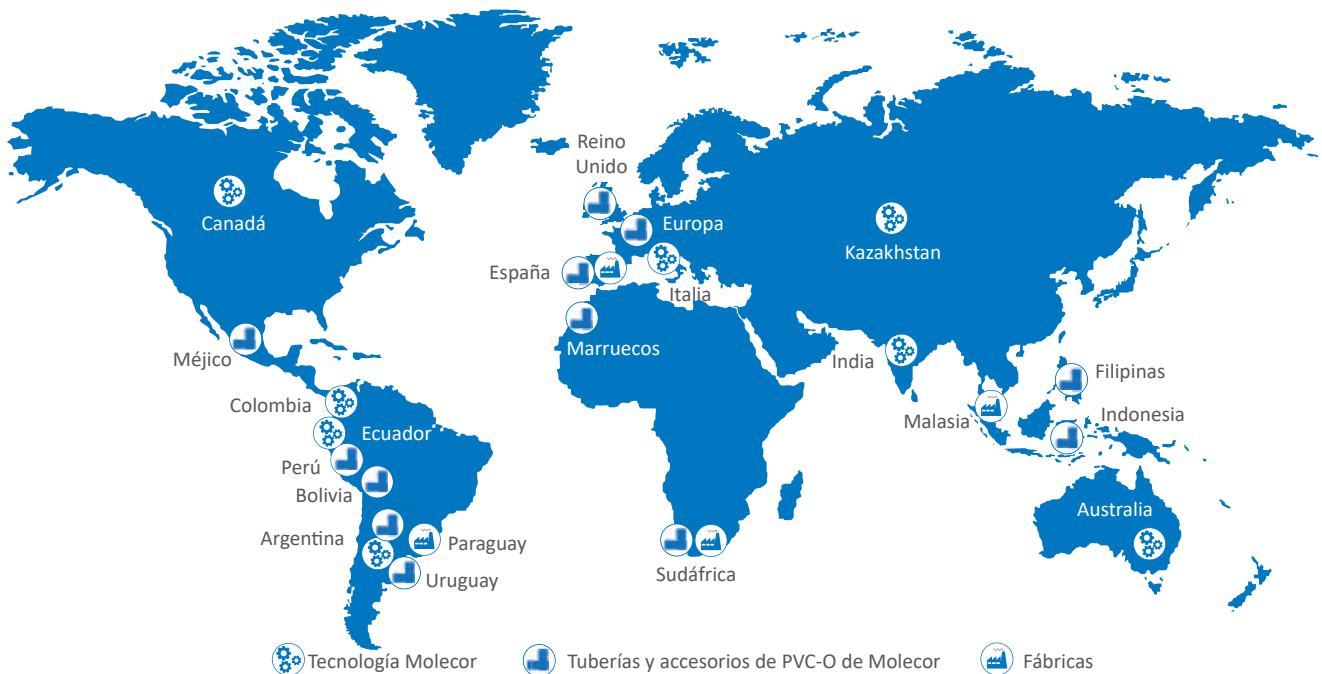 Reino
Unido
Canadá
Europa
Kazakhstan
España
Italia
Marruecos
Méjico
India
Filipinas
Colombia
Malasia
Indonesia
Ecuador
Perú
Bolivia
Australia
Argentina
Paraguay
Sudáfrica
Uruguay
Tecnología Molecor
Tuberías y accesorios de PVC-O de Molecor
Fábricas